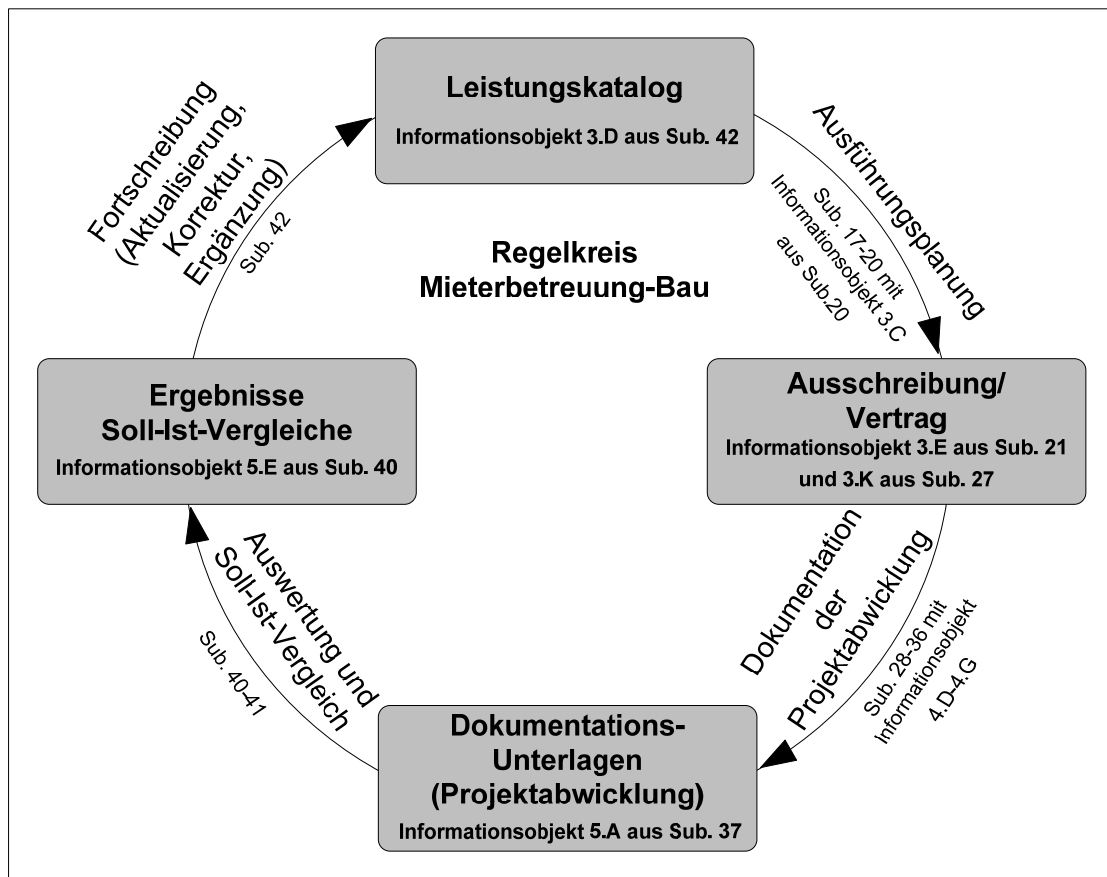 Leistungskatalog
Informationsobjekt 3.D aus Sub. 42
Ausführungsplanung
Sub. 17-20 mit
Informationsobjekt 3.C
aus Sub.20
Regelkreis
Mieterbetreuung-Bau
Ausschreibung/
Vertrag
Informationsobjekt 3.E aus Sub. 21
und 3.K aus Sub. 27
Dokumentation
der
Projektabwicklung
Sub. 28-36 mit
Informationsobjekt
4.D-4.G
Dokumentations-
Unterlagen
(Projektabwicklung)
Informationsobjekt 5.A aus Sub. 37
Auswertung und
Soll-Ist-Vergleich
Sub. 40-41
Ergebnisse
Soll-Ist-Vergleiche
Informationsobjekt 5.E aus Sub. 40
Fortschreibung
(Aktualisierung,
Korrektur,
Ergänzung)
Sub. 42